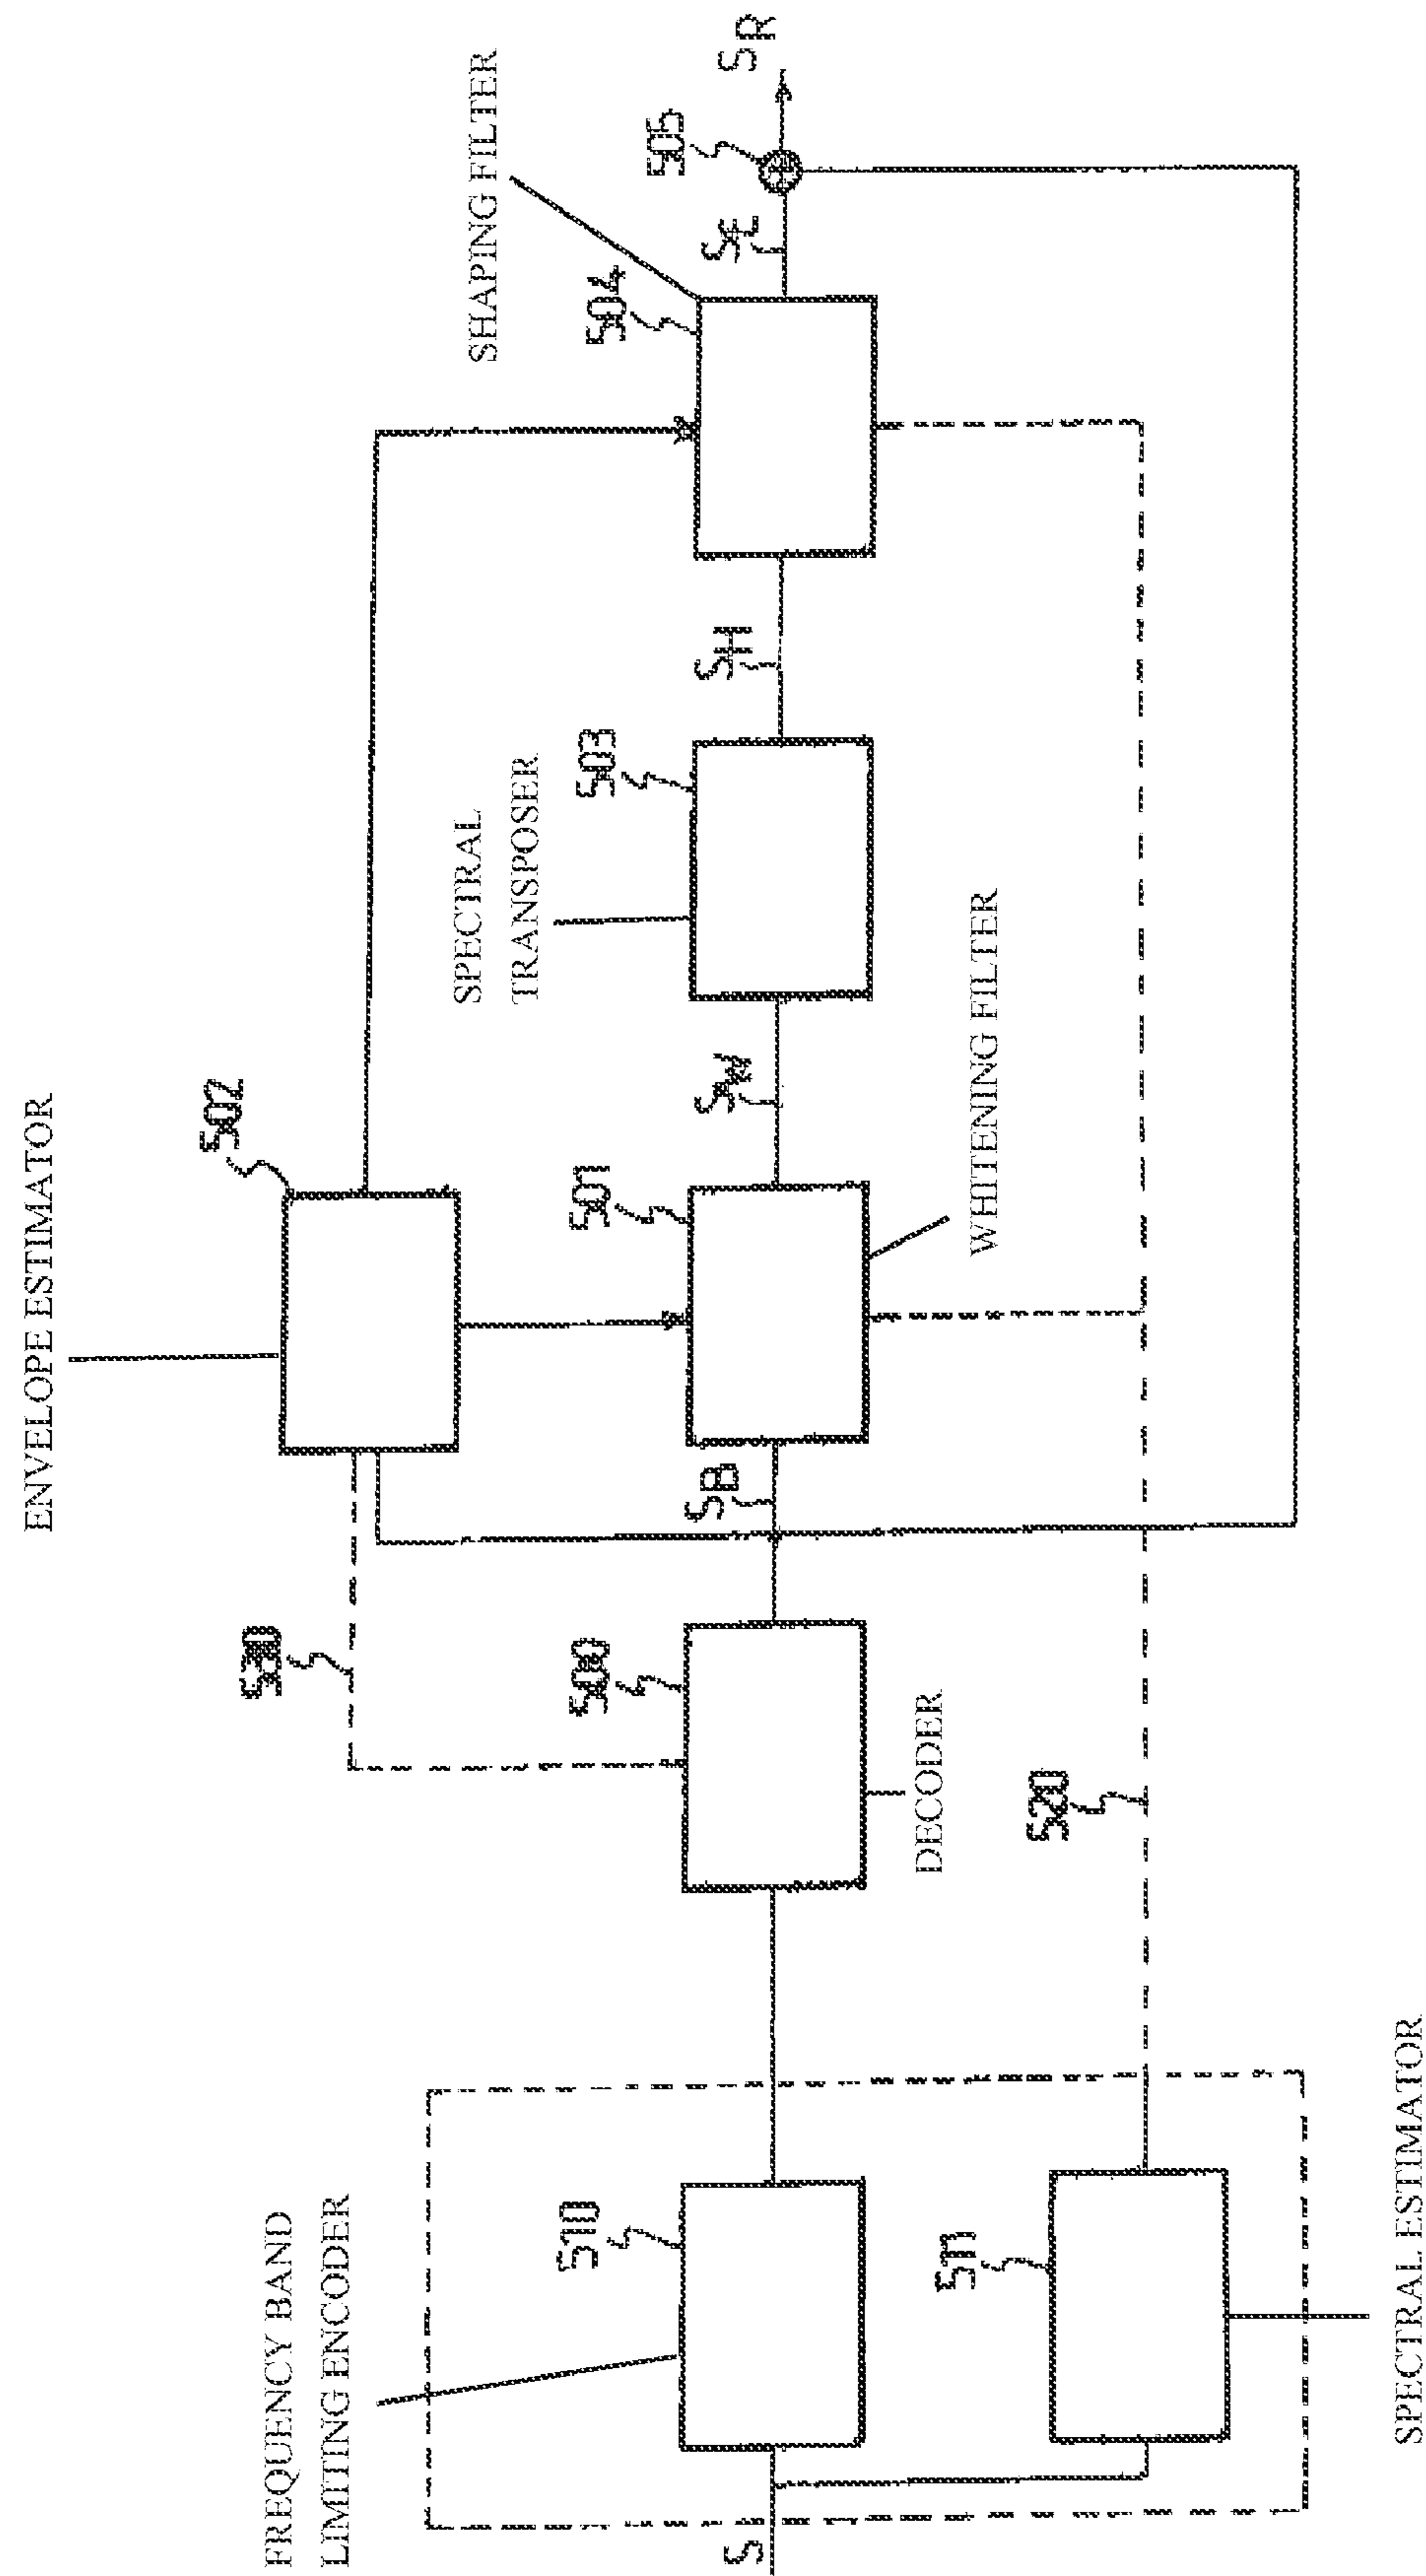 ENVELOPE ESTIMATOR
502
530
SHAPING FILTER
504
505
SR
SE
SPECTRAL
TRANSPOSER
503
SH
SW
501
WHITENING FILTER
SB
500
DECODER
520
FREQUENCY BAND
LIMITING ENCODER
510
511
S
SPECTRAL ESTIMATOR